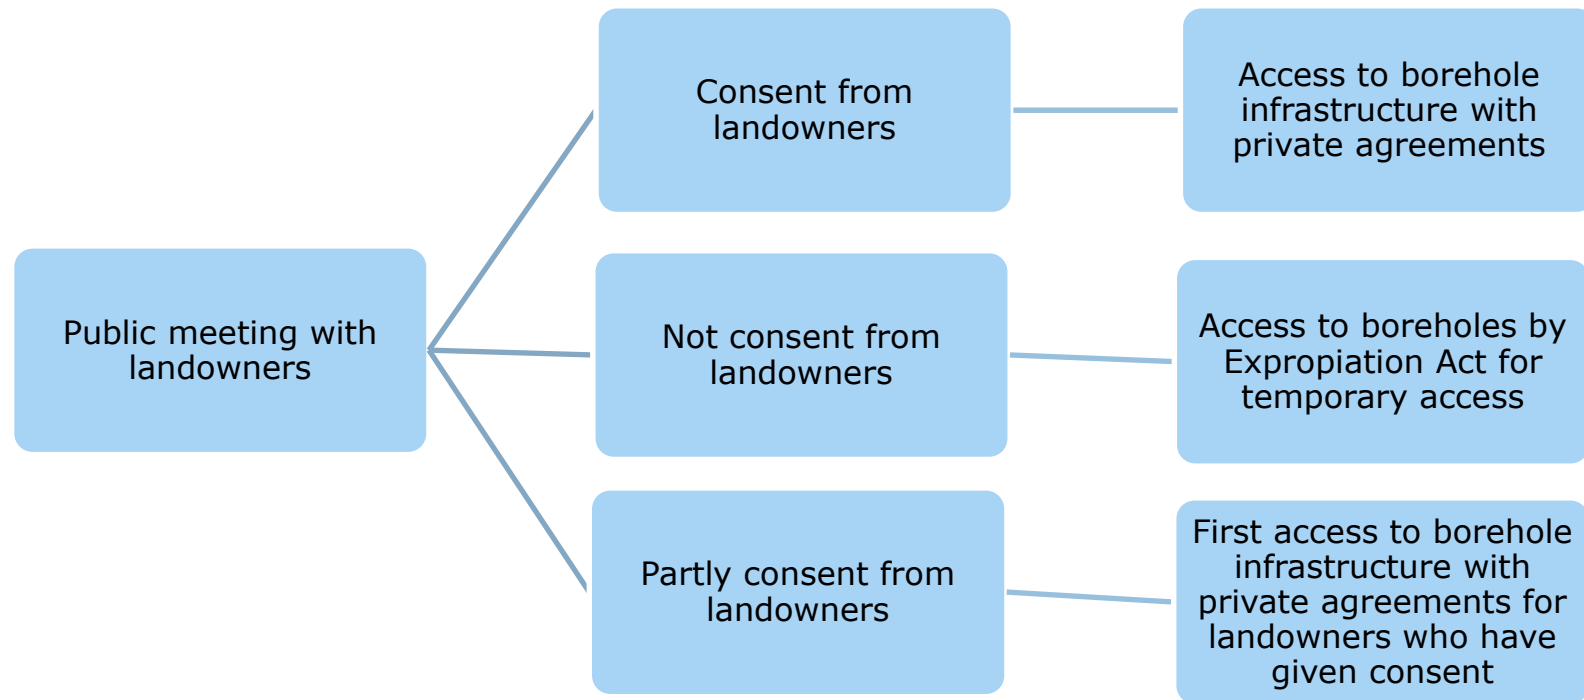 Public meeting with
landowners
Consent from
landowners
Access to borehole
infrastructure with
private agreements
Not consent from
landowners
Access to boreholes by
Expropiation Act for
temporary access
Partly consent from
landowners
First access to borehole
infrastructure with
private agreements for
landowners who have
given consent